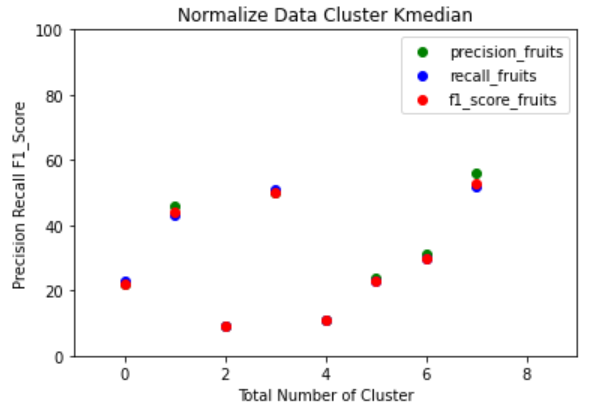 Normalize Data Cluster Kmedian
precision_fruits
recall_fruits
f1_score_fruits
Precision Recall F1_Score
100
80
60
40
20
0
0 2 4 6 8
Total Number of Cluster